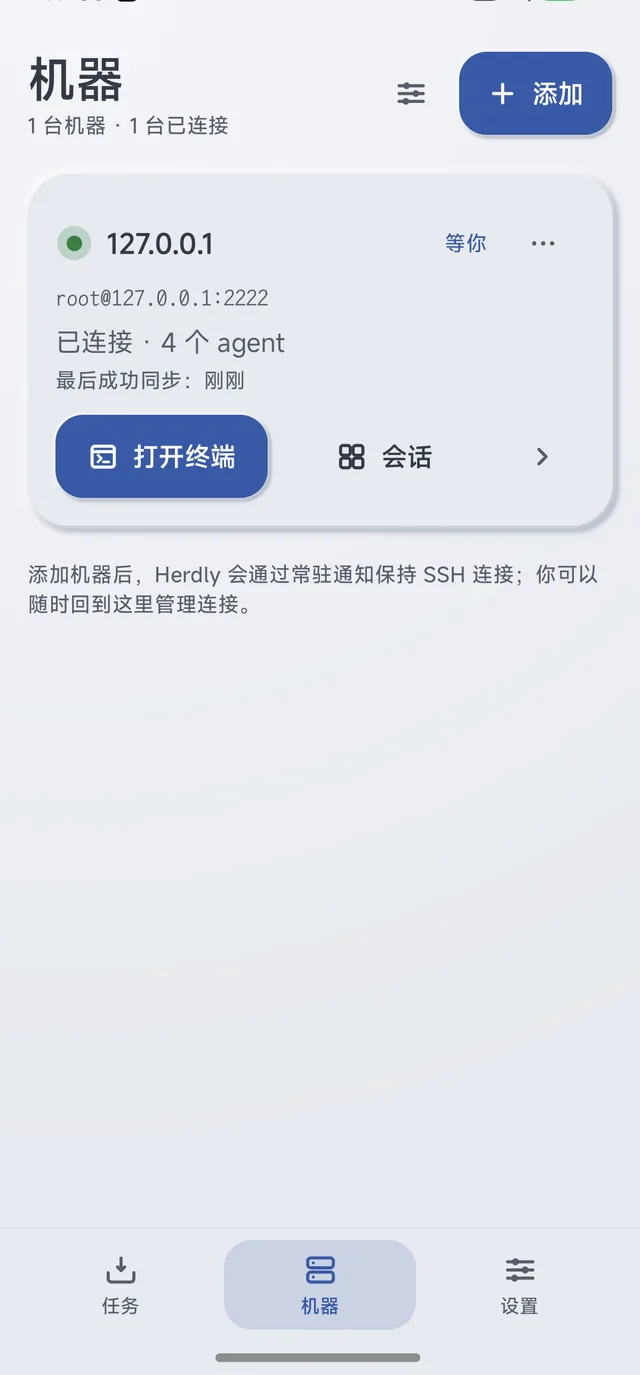 机器
添加
1 台机器 · 1 台已连接
127.0.0.1
等你
root@127.0.0.1:2222
已连接 · 4 个 agent
最后成功同步：刚刚
打开终端
会话
添加机器后，Herdly 会通过常驻通知保持 SSH 连接；你可以
随时回到这里管理连接。
任务
机器
设置